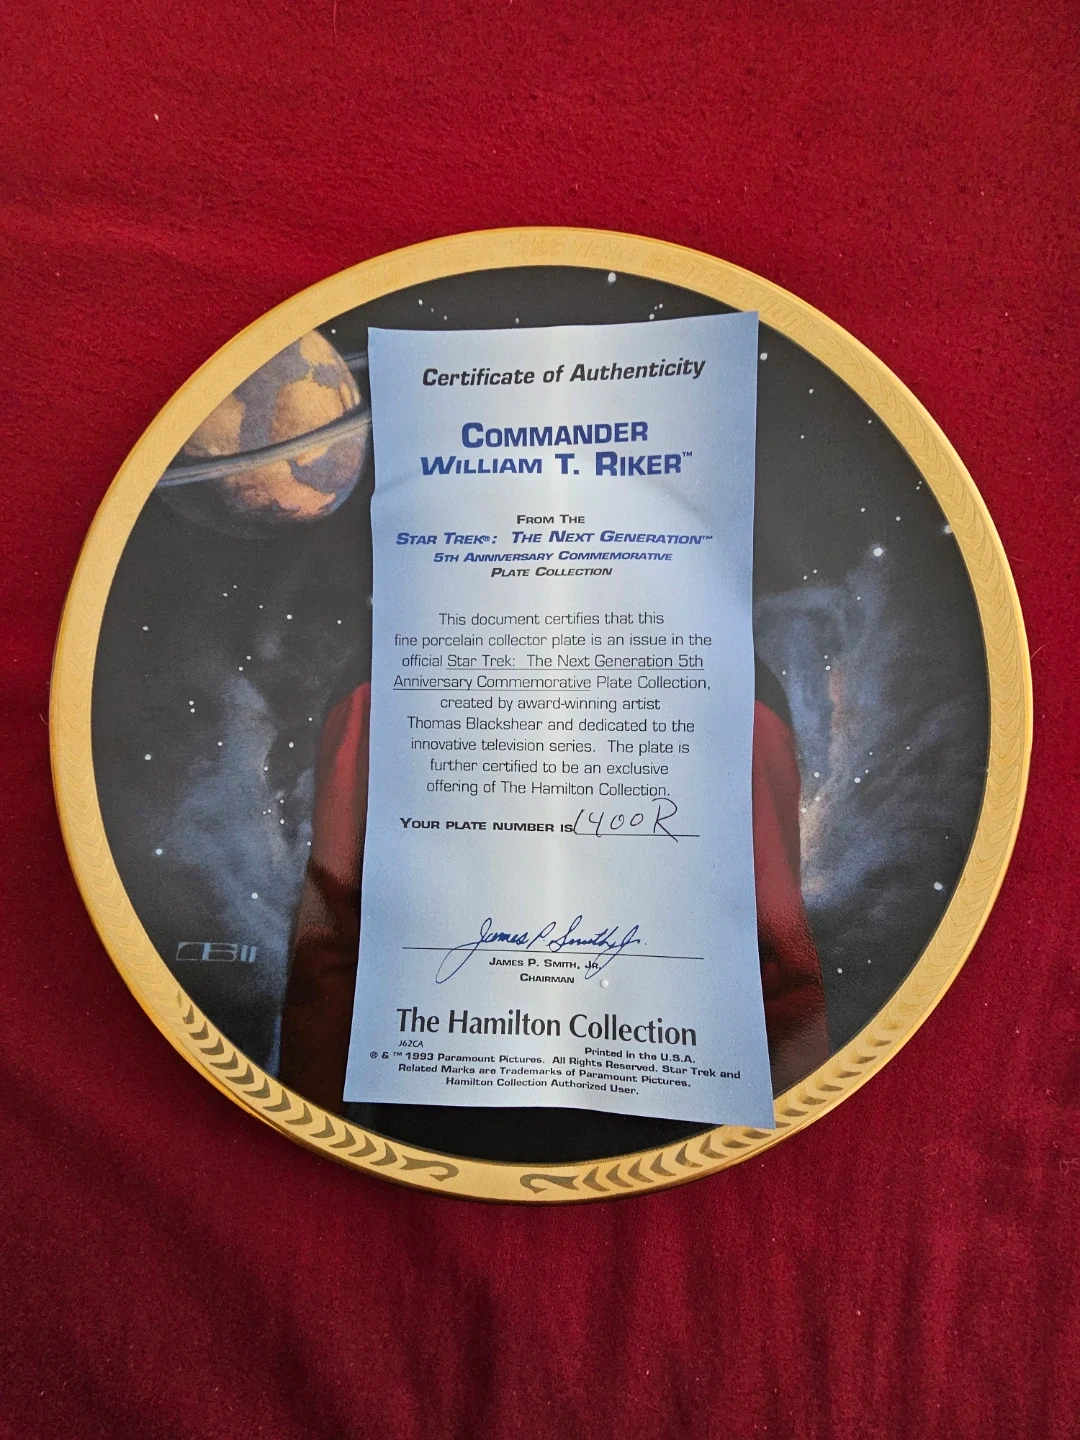 Certificate of Authenticity
COMMANDER
WILLIAM T. RIKER™
FROM THE
STAR TREK®: THE NEXT GENERATION™
5TH ANNIVERSARY COMMEMORATIVE
PLATE COLLECTION
This document certifies that this
fine porcelain collector plate is an issue in the
official Star Trek: The Next Generation 5th
Anniversary Commemorative Plate Collection,
created by award-winning artist
Thomas Blackshear and dedicated to the
innovative television series. The plate is
further certified to be an exclusive
offering of The Hamilton Collection.
YOUR PLATE NUMBER IS 1400R
James P. Smith, Jr.
JAMES P. SMITH, JR.
CHAIRMAN
The Hamilton Collection
J62CA
Printed in the U.S.A.
® & ™ 1993 Paramount Pictures. All Rights Reserved. Star Trek and
Related Marks are Trademarks of Paramount Pictures.
Hamilton Collection Authorized User.